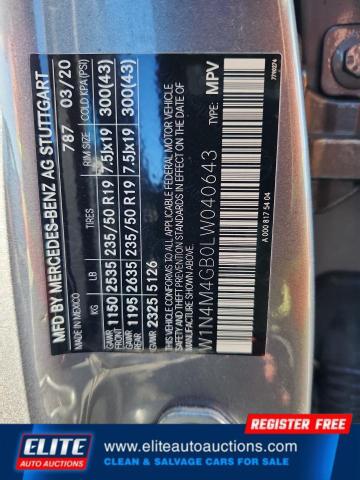 MFD BY MERCEDES-BENZ AG STUTTGART
MADE IN MEXICO 787 03/20
KG LB TIRES RIM SIZE COLD KPA(PSI)
GAWR FRONT 1150 2535 235/50 R19 7.5Jx19 300(43)
GAWR REAR 1195 2635 235/50 R19 7.5Jx19 300(43)
GVWR 2325 5126
THIS VEHICLE CONFORMS TO ALL APPLICABLE FEDERAL MOTOR VEHICLE
SAFETY, BUMPER, AND THEFT PREVENTION STANDARDS IN EFFECT ON THE DATE OF
MANUFACTURE SHOWN ABOVE.
W1N4M4GB0LW040643 TYPE: MPV
A 000 817 54 04
ELITE
AUTO AUCTIONS
REGISTER FREE
www.eliteautoauctions.com
CLEAN & SALVAGE CARS FOR SALE